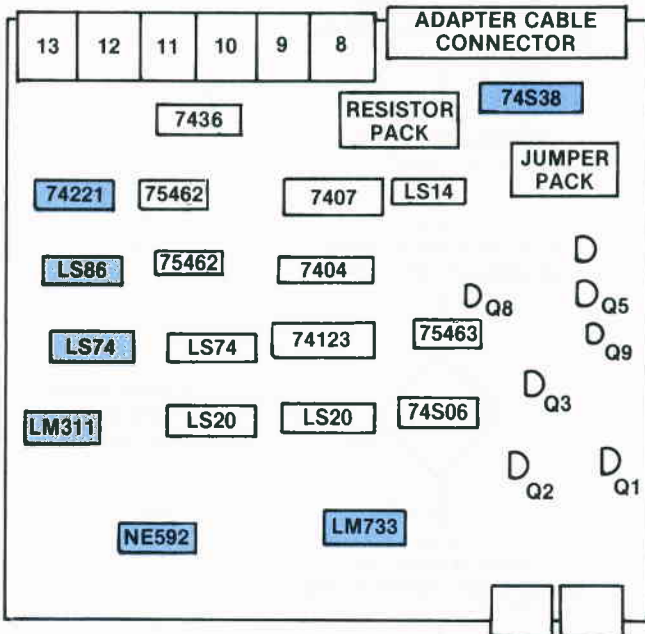 ADAPTER CABLE
CONNECTOR
13 12 11 10 9 8
74S38
7436
RESISTOR
PACK
JUMPER
PACK
74221 75462 7407 LS14
LS86 75462 7404
Q8 Q5
LS74 LS74 74123 75463 Q9
Q3
LM311 LS20 LS20 74S06
Q2 Q1
NE592 LM733